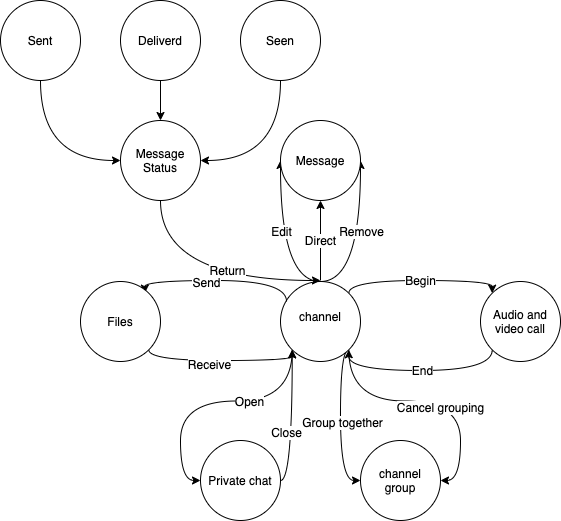 Sent
Deliverd
Seen
Message
Status
Message
Edit
Direct
Remove
Return
Send
Begin
Files
channel
Audio and
video call
Receive
End
Open
Close
Group together
Cancel grouping
Private chat
channel
group